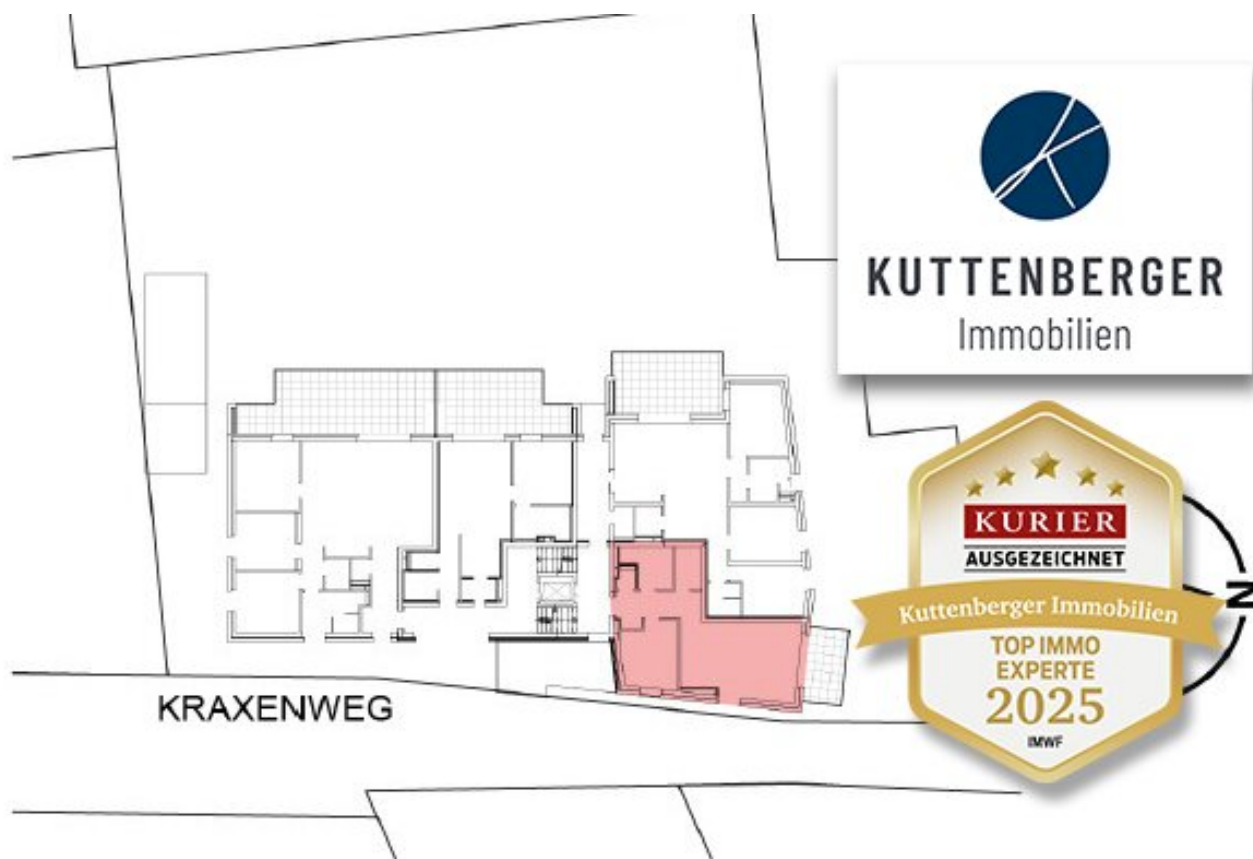 KUTTENBERGER
Immobilien
KURIER
AUSGEZEICHNET
Kuttenberger Immobilien
TOP IMMO
EXPERTE
2025
IMWF
N
KRAXENWEG